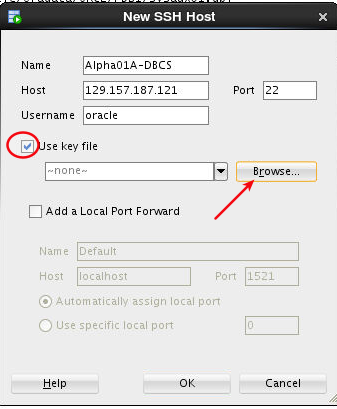 New SSH Host
Name Alpha01A-DBCS
Host 129.157.187.121 Port 22
Username oracle
Use key file
~none~ Browse...
Add a Local Port Forward
Name Default
Host localhost Port 1521
Automatically assign local port
Use specific local port 0
Help OK Cancel